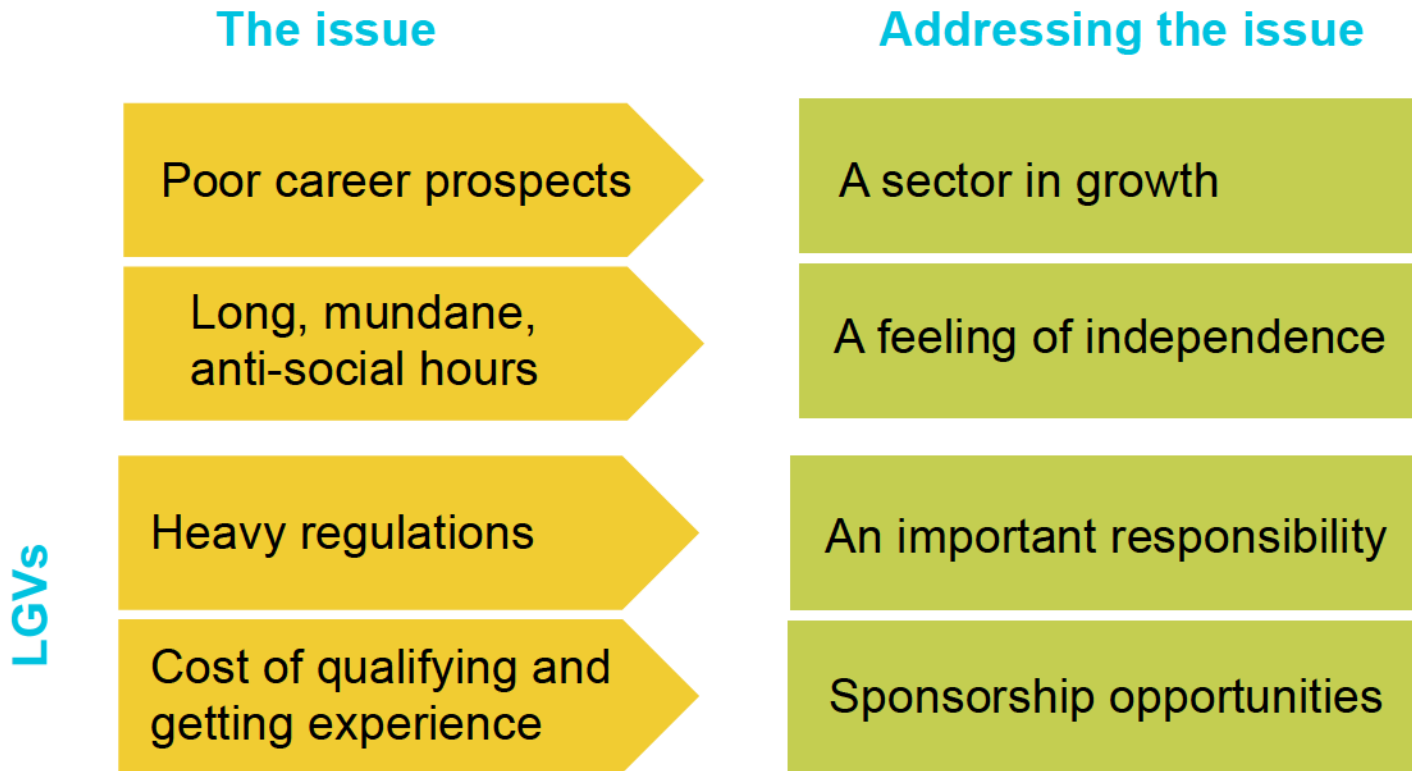 The issue
Addressing the issue
Poor career prospects
A sector in growth
Long, mundane,
anti-social hours
A feeling of independence
LGVs
Heavy regulations
An important responsibility
Cost of qualifying and
getting experience
Sponsorship opportunities